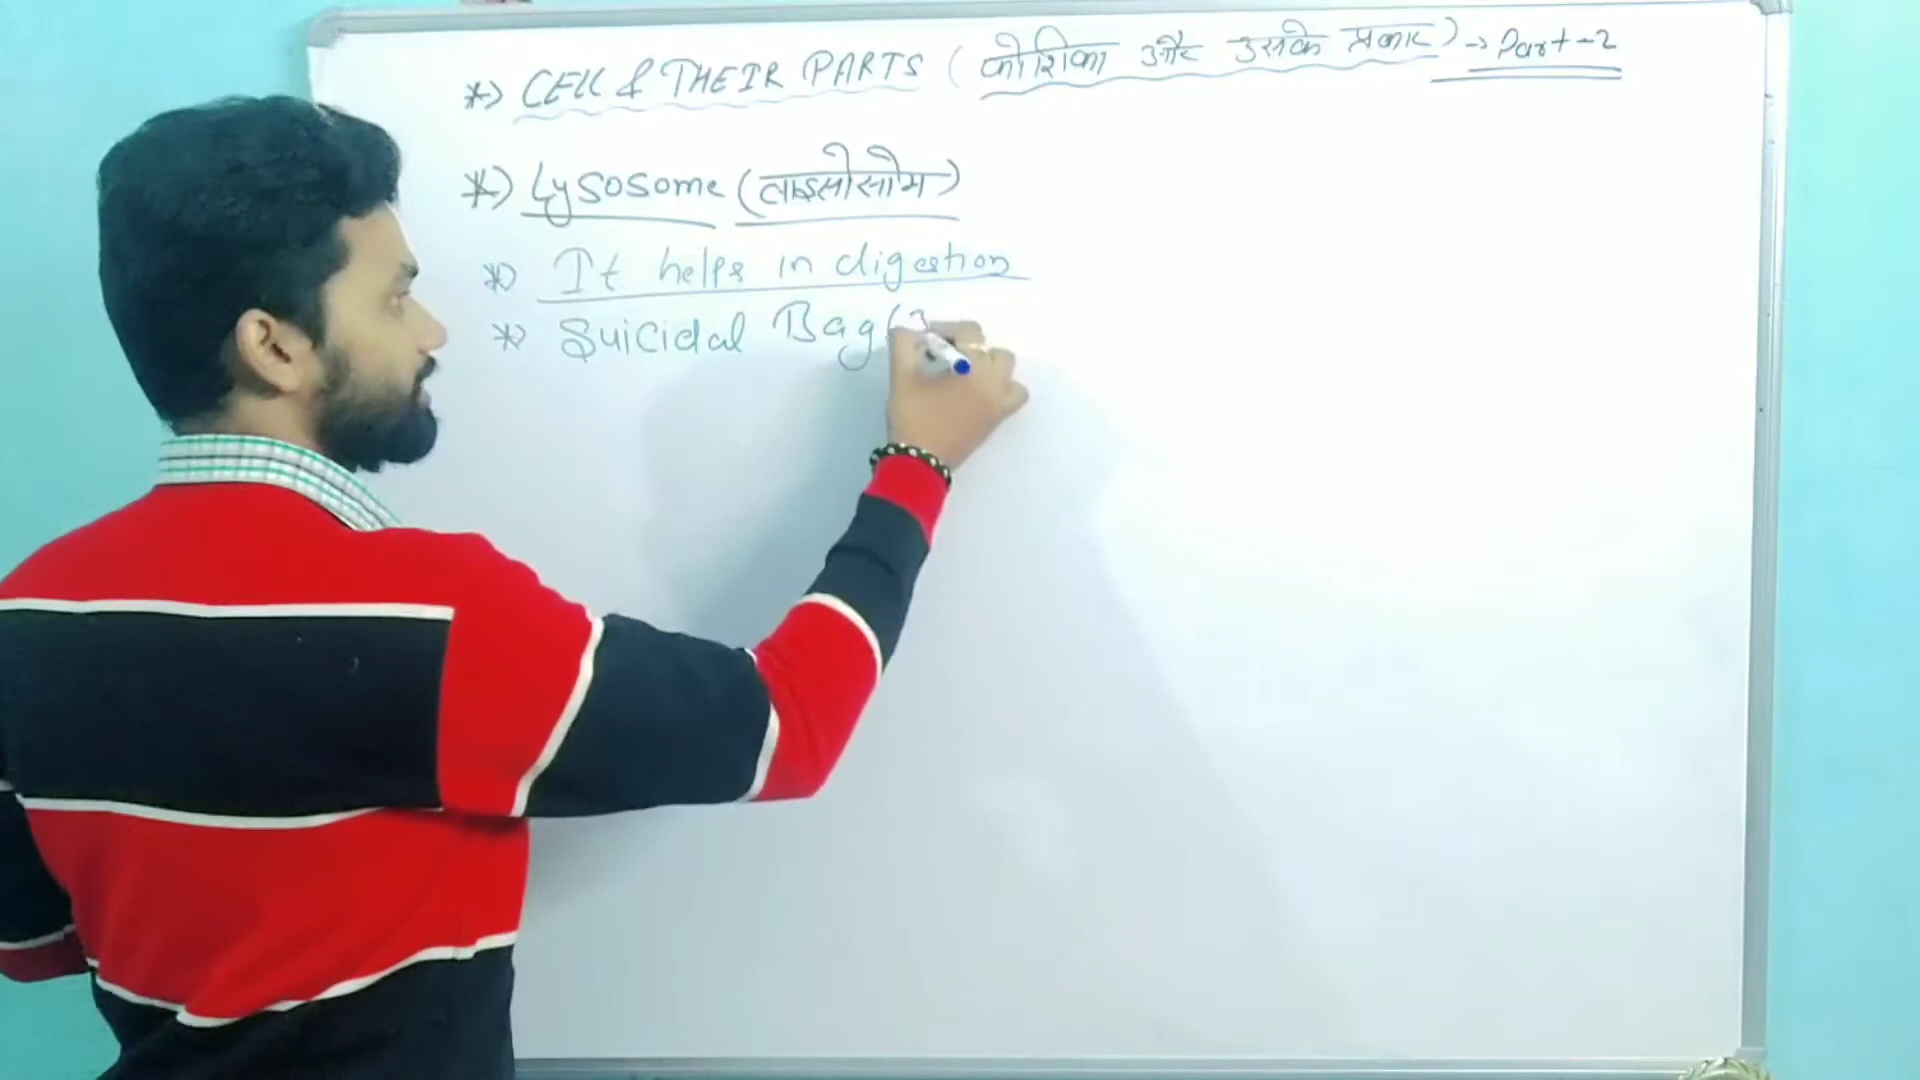 *) CELL & THEIR PARTS (कोशिका और उसके प्रकार) → Part-2
*) Lysosome (लाइसोसोम)
*) It helps in digestion
*) Suicidal Bag (